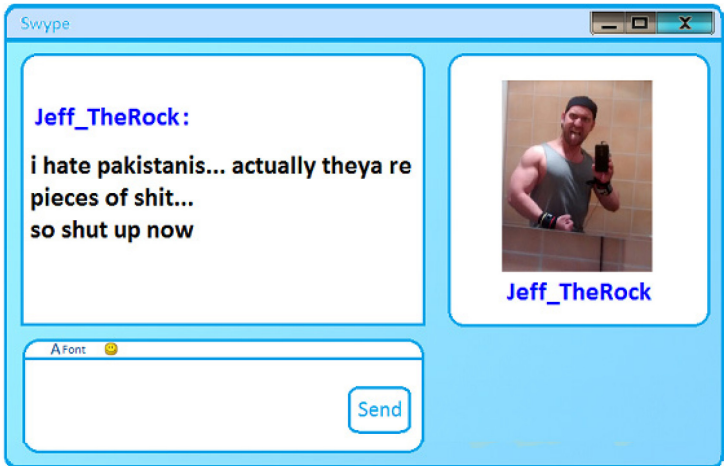 Swype
Jeff_TheRock:
i hate pakistanis... actually theya re
pieces of shit...
so shut up now
Jeff_TheRock
A Font
Send